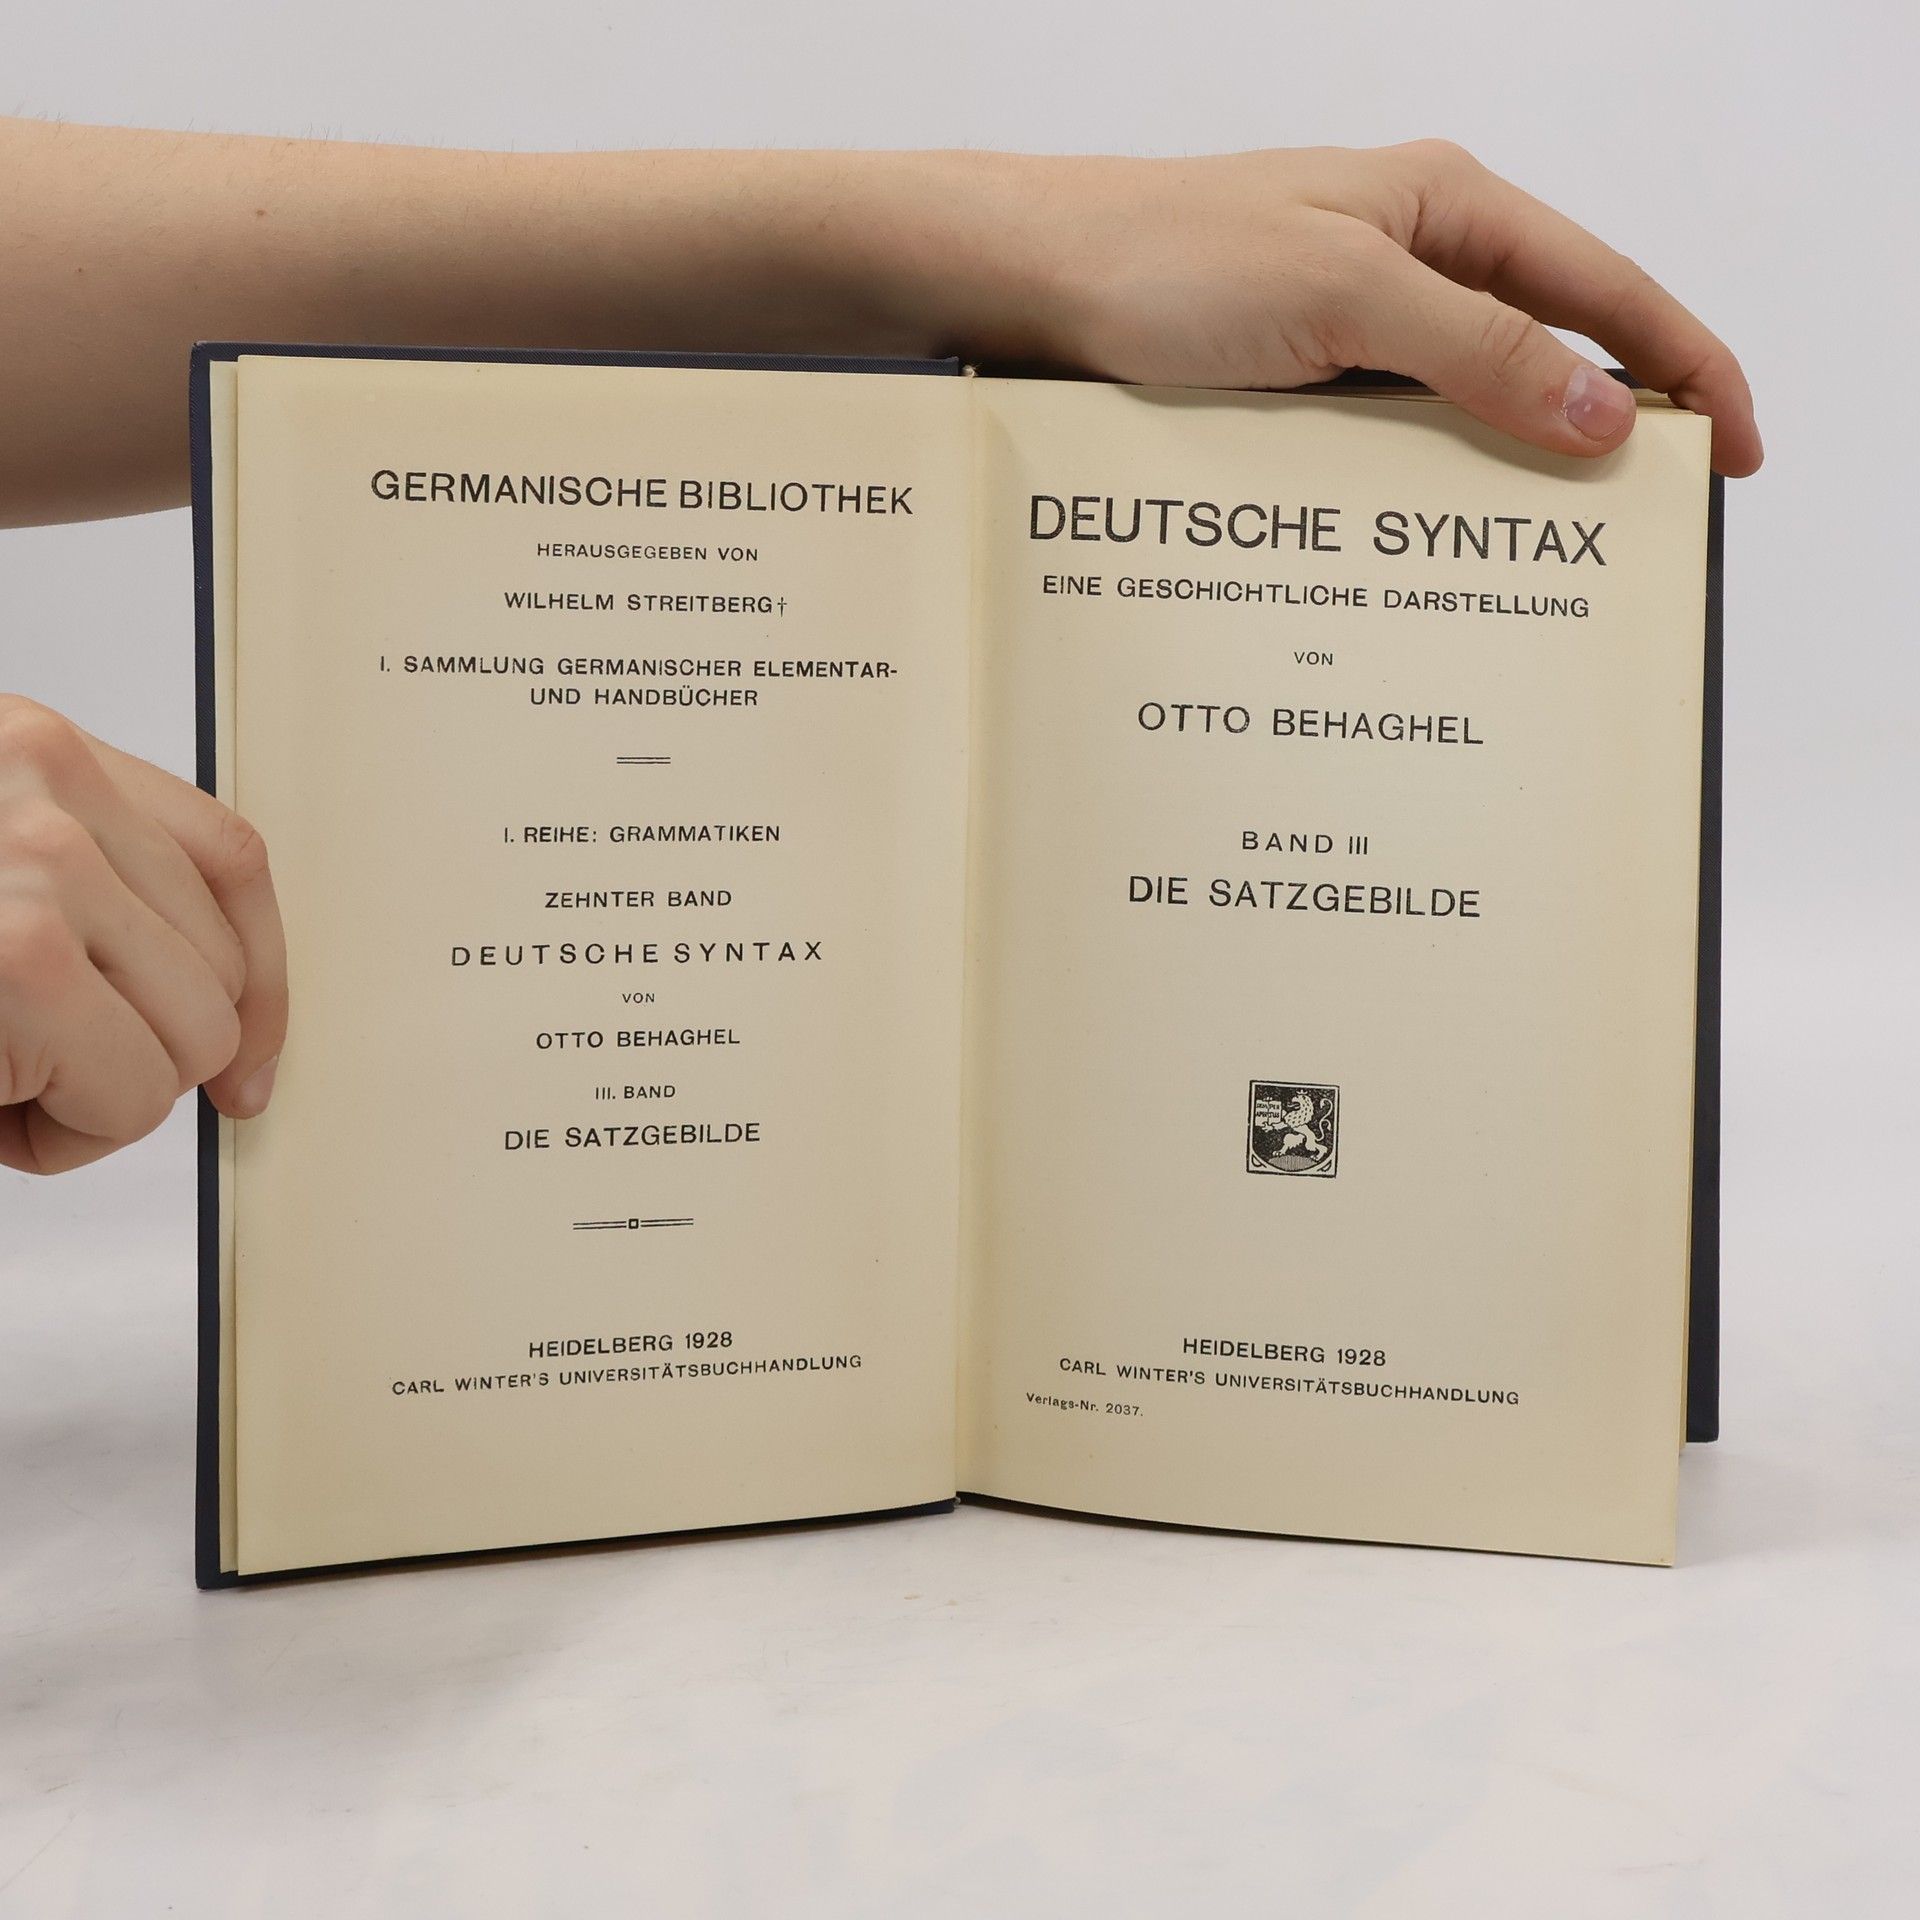 GERMANISCHE BIBLIOTHEK
HERAUSGEGEBEN VON
WILHELM STREITBERG†
I. SAMMLUNG GERMANISCHER ELEMENTAR-
UND HANDBÜCHER
I. REIHE: GRAMMATIKEN
ZEHNTER BAND
DEUTSCHE SYNTAX
VON
OTTO BEHAGHEL
III. BAND
DIE SATZGEBILDE
HEIDELBERG 1928
CARL WINTER'S UNIVERSITÄTSBUCHHANDLUNG
DEUTSCHE SYNTAX
EINE GESCHICHTLICHE DARSTELLUNG
VON
OTTO BEHAGHEL
BAND III
DIE SATZGEBILDE
SEMPER
APERTUS
HEIDELBERG 1928
CARL WINTER'S UNIVERSITÄTSBUCHHANDLUNG
Verlags-Nr. 2037.